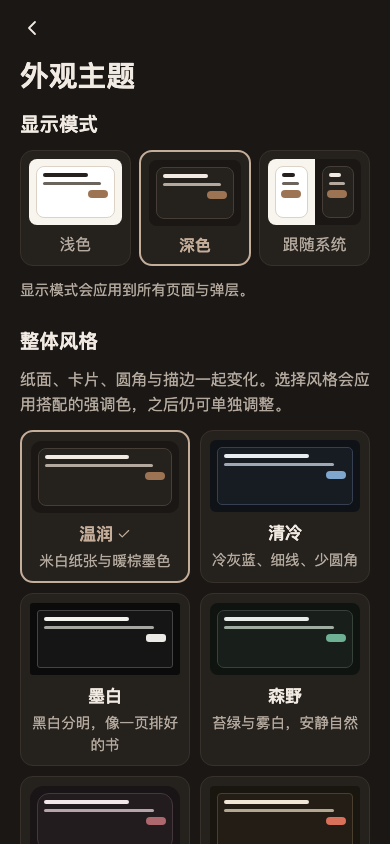 外观主题
显示模式
浅色
深色
跟随系统
显示模式会应用到所有页面与弹层。
整体风格
纸面、卡片、圆角与描边一起变化。选择风格会应
用搭配的强调色，之后仍可单独调整。
温润
米白纸张与暖棕墨色
清冷
冷灰蓝、细线、少圆角
墨白
黑白分明，像一页排好
的书
森野
苔绿与雾白，安静自然